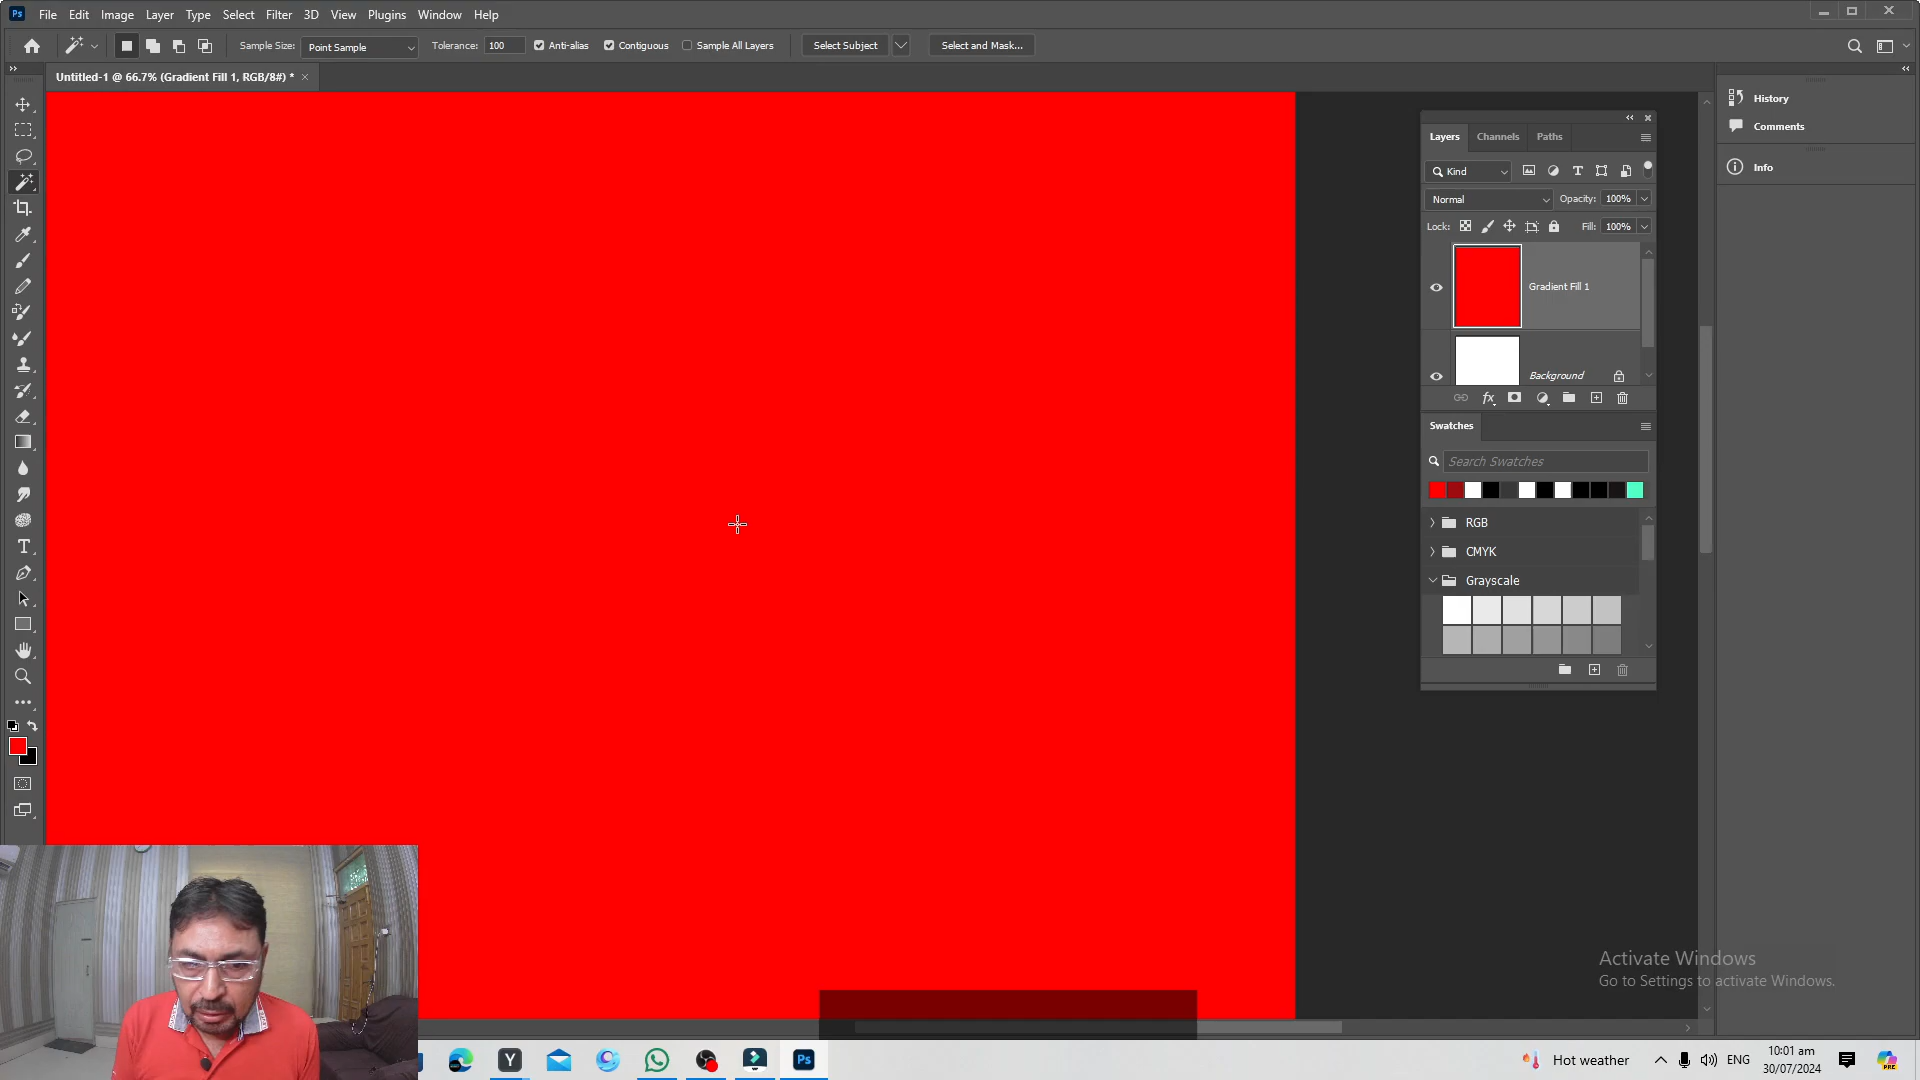 File Edit Image Layer Type Select Filter 3D View Plugins Window Help
Sample Size: Point Sample Tolerance: 100 Anti-alias Contiguous Sample All Layers Select Subject Select and Mask...
Untitled-1 @ 66.7% (Gradient Fill 1, RGB/8#) *
History
Comments
Info
Layers Channels Paths
Kind
Normal Opacity: 100%
Lock: Fill: 100%
Gradient Fill 1
Background
Swatches
Search Swatches
RGB
CMYK
Grayscale
Activate Windows
Go to Settings to activate Windows.
Hot weather ENG 10:01 am
30/07/2024